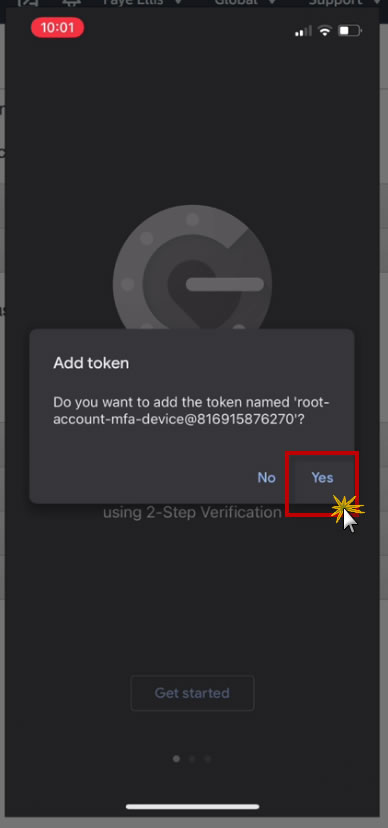 Faye Ellis Global Support
10:01
Add token
Do you want to add the token named 'root-
account-mfa-device@816915876270'?
No Yes
using 2-Step Verification
Get started